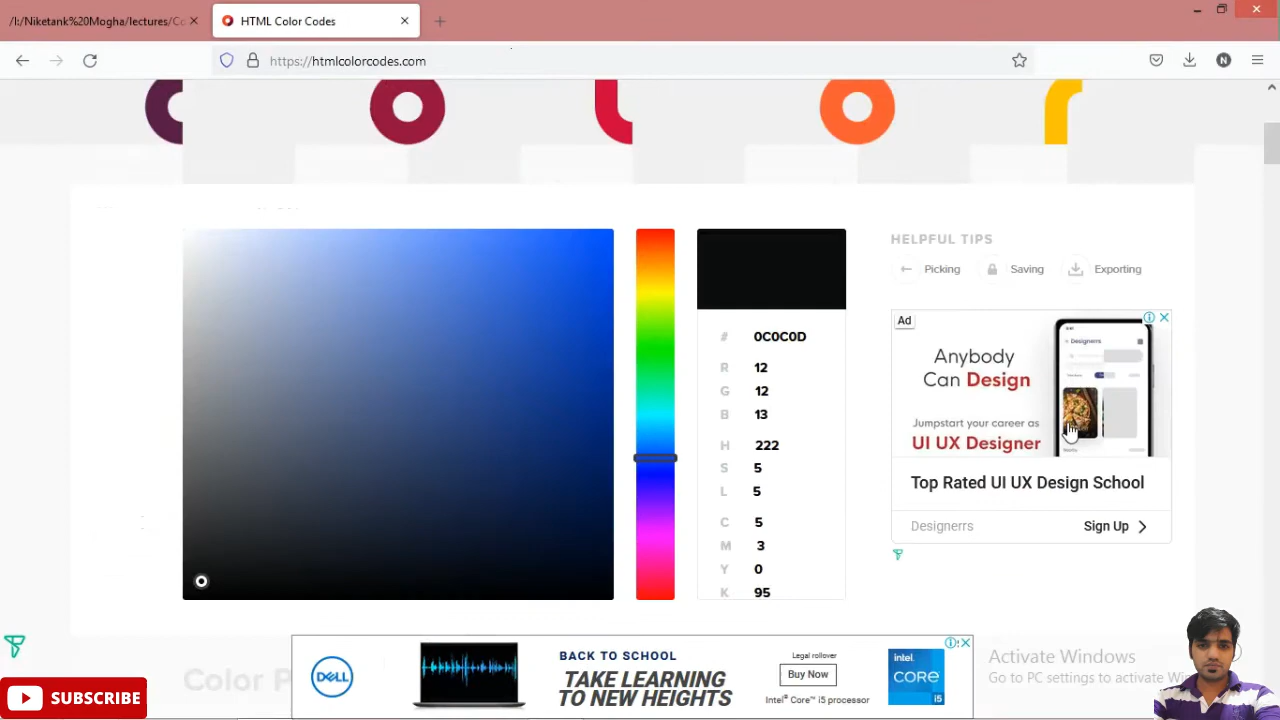 /I:/Niketank%20Mogha/lectures/Co
HTML Color Codes
https://htmlcolorcodes.com
N
HELPFUL TIPS
Picking
Saving
Exporting
# 0C0C0D
R 12
G 12
B 13
H 222
S 5
L 5
C 5
M 3
Y 0
K 95
Ad
Anybody
Can Design
Jumpstart your career as
UI UX Designer
Designerrs
Top Rated UI UX Design School
Designerrs
Sign Up
Color P
DELL
BACK TO SCHOOL
TAKE LEARNING
TO NEW HEIGHTS
Legal rollover
Buy Now
Intel® Core™ i5 processor
intel.
CORE
i5
Activate Windows
Go to PC settings to activate Wi
SUBSCRIBE